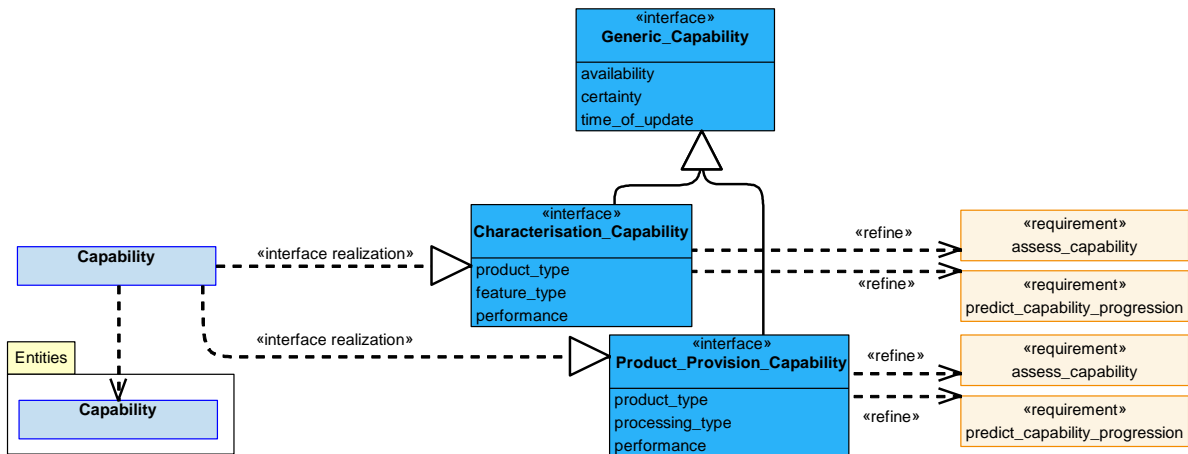 «interface»
Generic_Capability
availability
certainty
time_of_update
«interface»
Characterisation_Capability
product_type
feature_type
performance
«requirement»
assess_capability
«refine»
«requirement»
predict_capability_progression
«refine»
Capability
«interface realization»
«interface realization»
«interface»
Product_Provision_Capability
product_type
processing_type
performance
«refine»
«requirement»
assess_capability
«refine»
«requirement»
predict_capability_progression
Entities
Capability